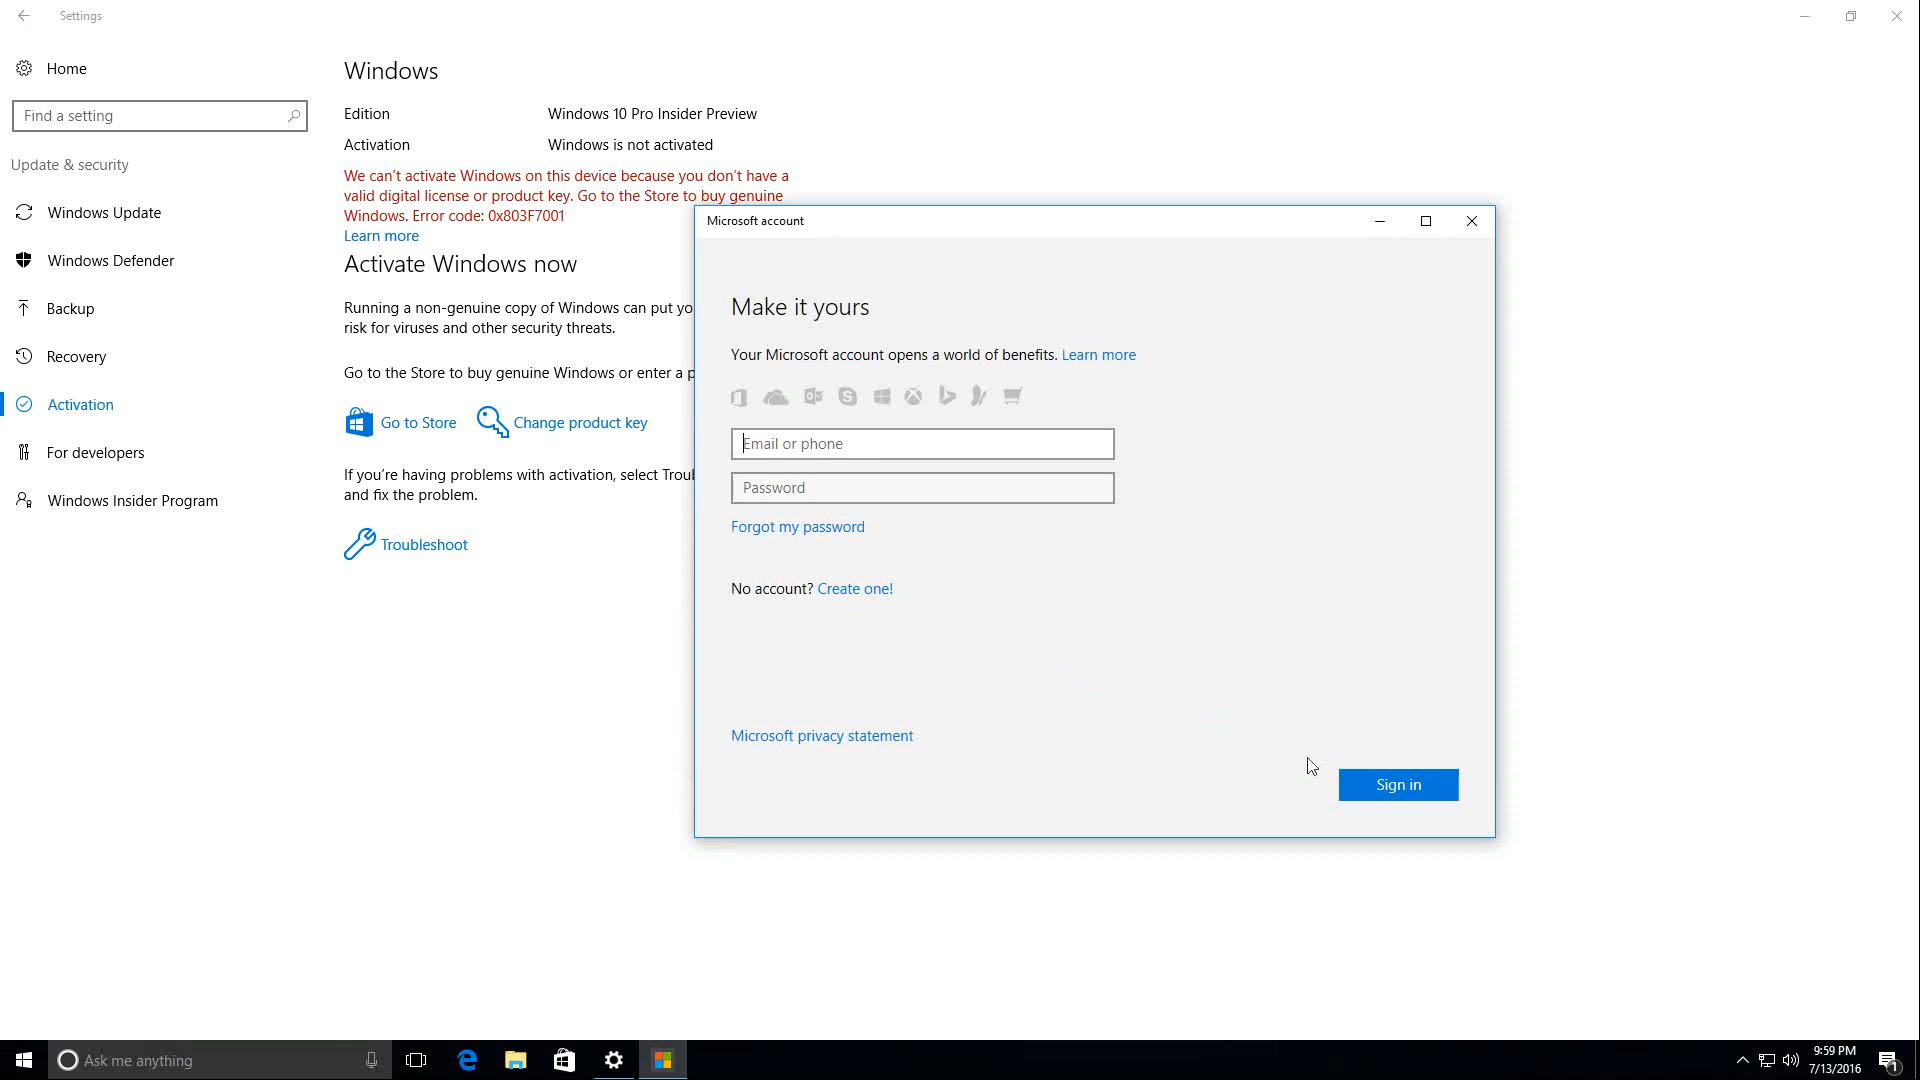 Settings
Home
Find a setting
Update & security
Windows Update
Windows Defender
Backup
Recovery
Activation
For developers
Windows Insider Program
Windows
Edition Windows 10 Pro Insider Preview
Activation Windows is not activated
We can't activate Windows on this device because you don't have a
valid digital license or product key. Go to the Store to buy genuine
Windows. Error code: 0x803F7001
Learn more
Activate Windows now
Running a non-genuine copy of Windows can put yo
risk for viruses and other security threats.
Go to the Store to buy genuine Windows or enter a p
Go to Store Change product key
If you're having problems with activation, select Trou
and fix the problem.
Troubleshoot
Microsoft account
Make it yours
Your Microsoft account opens a world of benefits. Learn more
Email or phone
Password
Forgot my password
No account? Create one!
Microsoft privacy statement
Sign in
Ask me anything
9:59 PM
7/13/2016
1